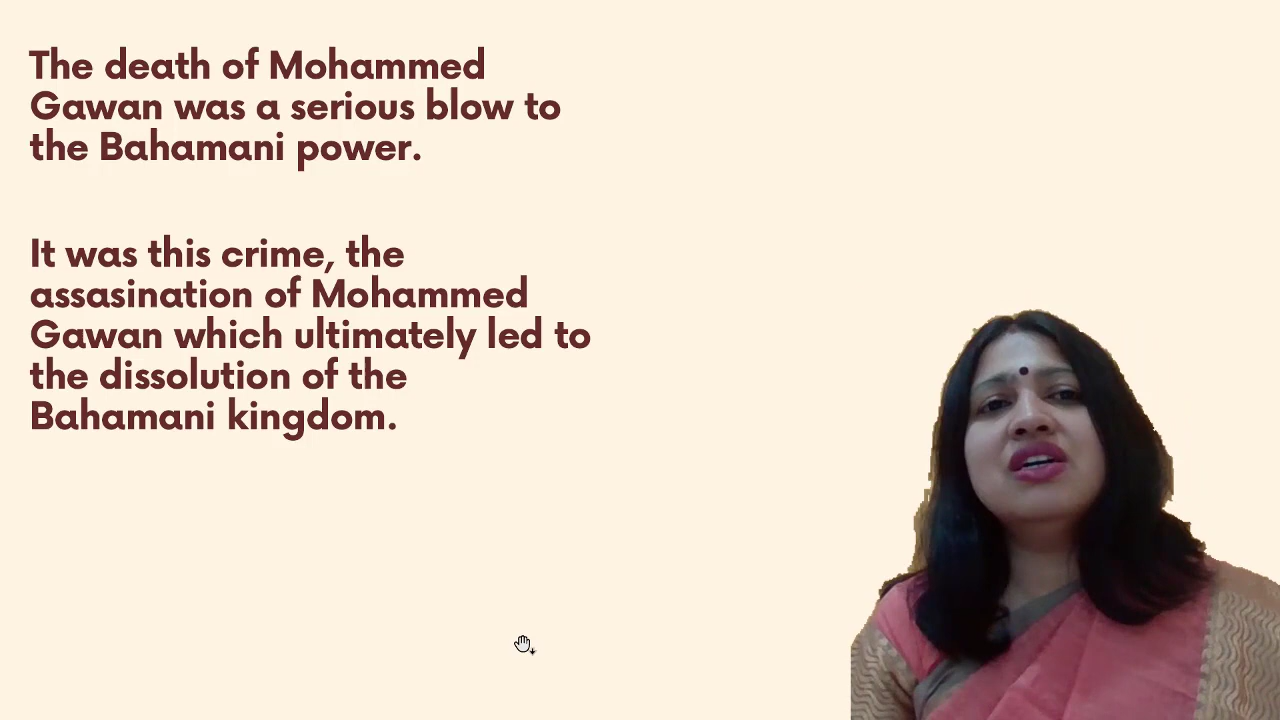 The death of Mohammed
Gawan was a serious blow to
the Bahamani power.
It was this crime, the
assasination of Mohammed
Gawan which ultimately led to
the dissolution of the
Bahamani kingdom.